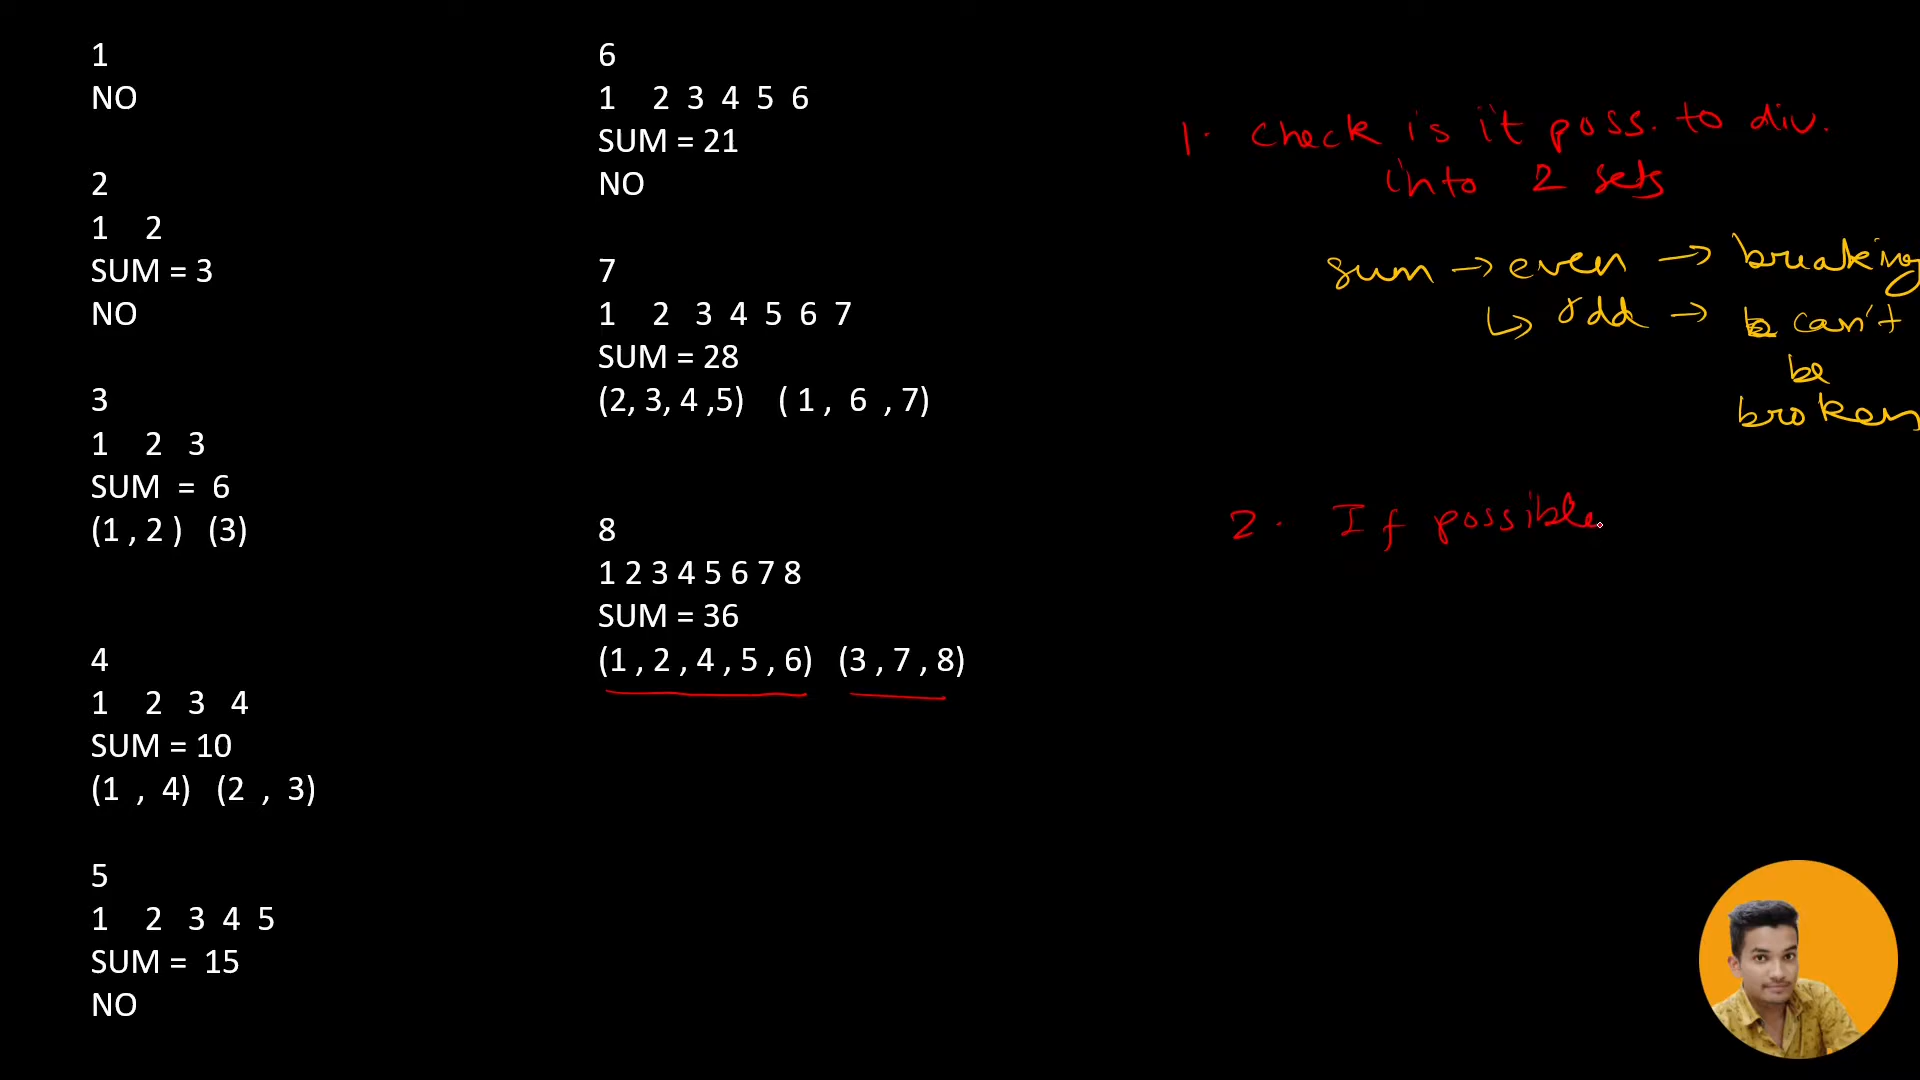 1
NO
2
1 2
SUM = 3
NO
3
1 2 3
SUM = 6
(1 , 2 ) (3)
4
1 2 3 4
SUM = 10
(1 , 4) (2 , 3)
5
1 2 3 4 5
SUM = 15
NO
6
1 2 3 4 5 6
SUM = 21
NO
7
1 2 3 4 5 6 7
SUM = 28
(2, 3, 4 ,5) ( 1 , 6 , 7)
8
1 2 3 4 5 6 7 8
SUM = 36
(1 , 2 , 4 , 5 , 6) (3 , 7 , 8)
1. Check is it poss. to div.
into 2 sets
sum → even → breaking
↳ odd → can't
be
broken
2. If possible